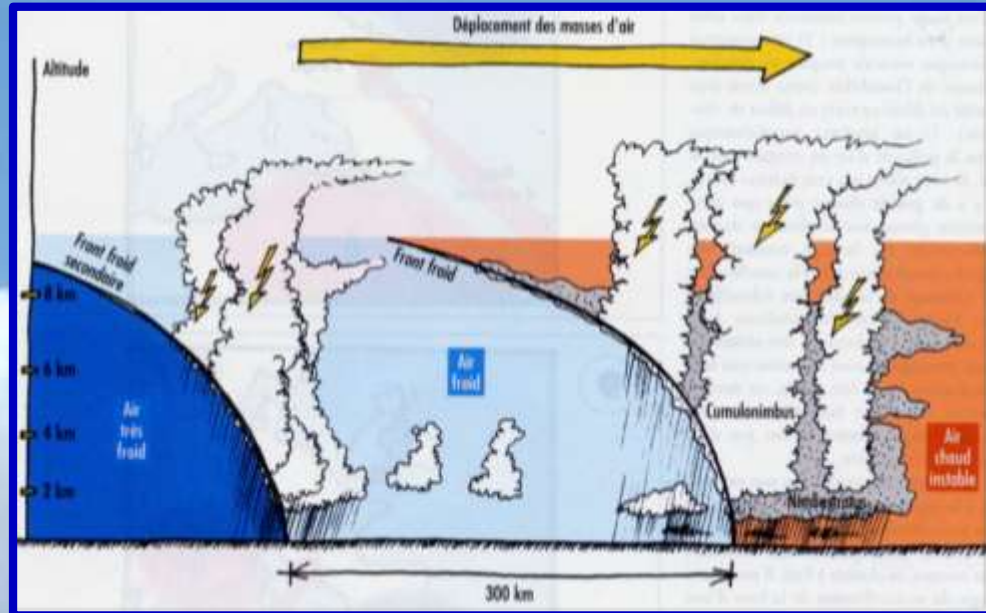 Déplacement des masses d'air
Altitude
Front froid
secondaire
Front froid
8 km
6 km
Air
froid
Air
très
froid
4 km
Cumulonimbus
Air
chaud
instable
2 km
Nimbostratus
300 km